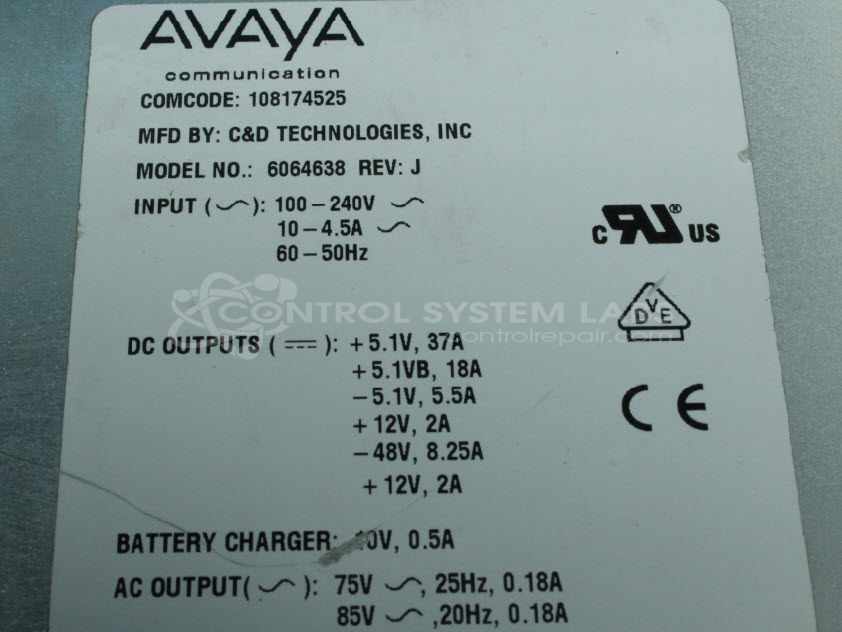 AVAYA
communication
COMCODE: 108174525
MFD BY: C&D TECHNOLOGIES, INC
MODEL NO.: 6064638 REV: J
INPUT (∼): 100–240V ∼
10–4.5A ∼
60–50Hz
C RU® US
CONTROL SYSTEM LABS
controlrepair.com
DVE
DC OUTPUTS (⎓): +5.1V, 37A
+5.1VB, 18A
–5.1V, 5.5A
+12V, 2A
–48V, 8.25A
+12V, 2A
CE
BATTERY CHARGER: 0V, 0.5A
AC OUTPUT(∼): 75V ∼, 25Hz, 0.18A
85V ∼,20Hz, 0.18A